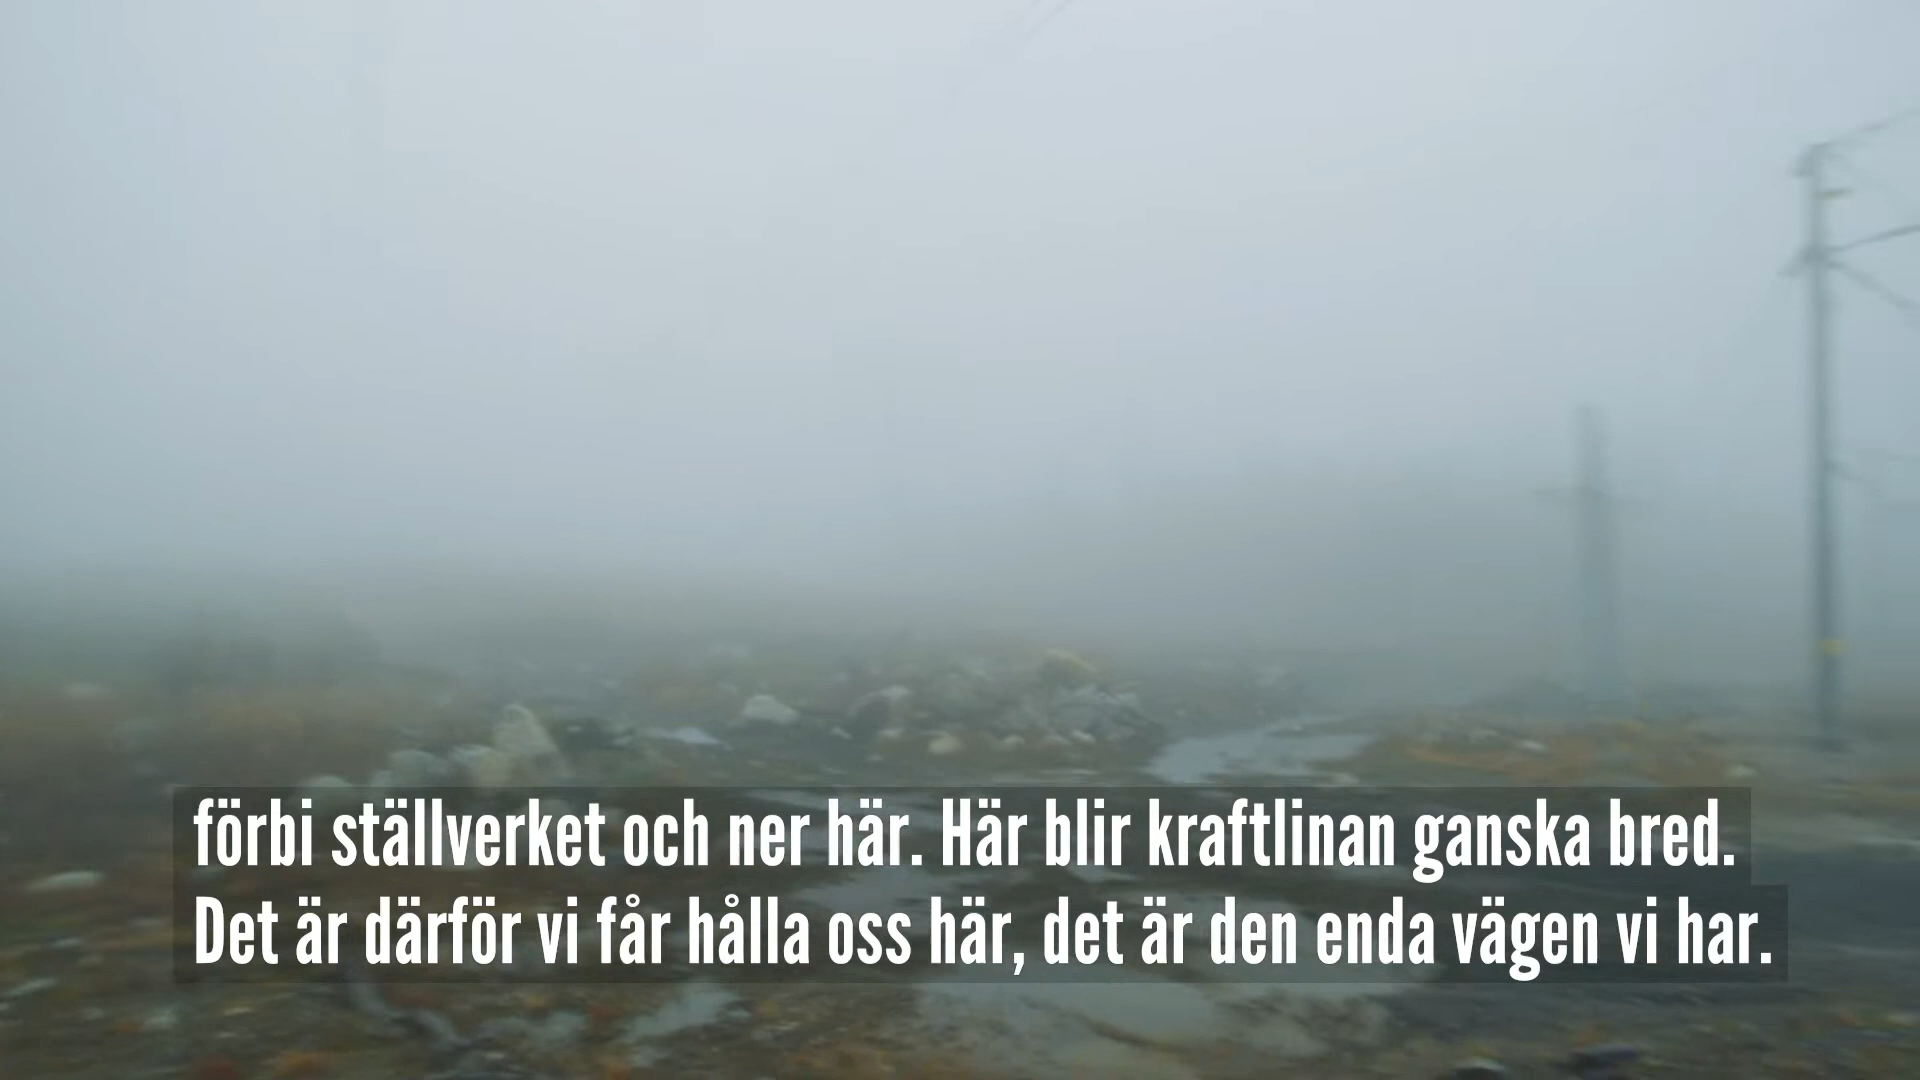 förbi ställverket och ner här. Här blir kraftlinan ganska bred.
Det är därför vi får hålla oss här, det är den enda vägen vi har.